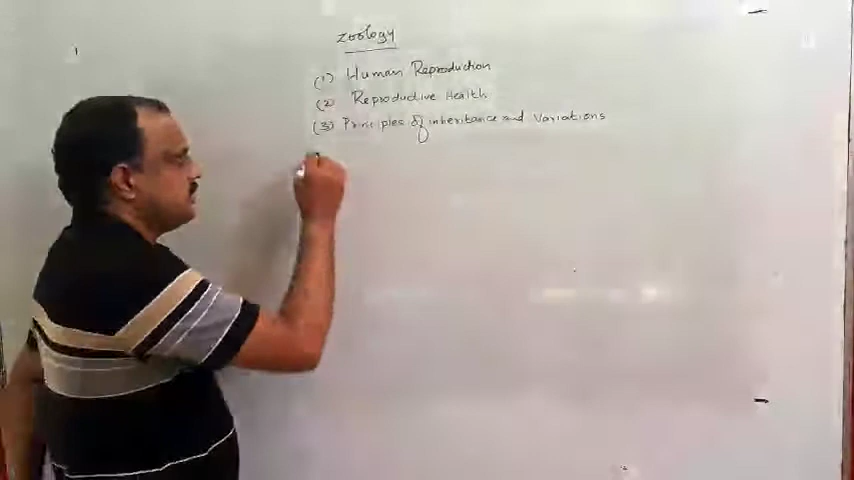 Zoology
(1) Human Reproduction
(2) Reproductive Health
(3) Principles of inheritance and Variations